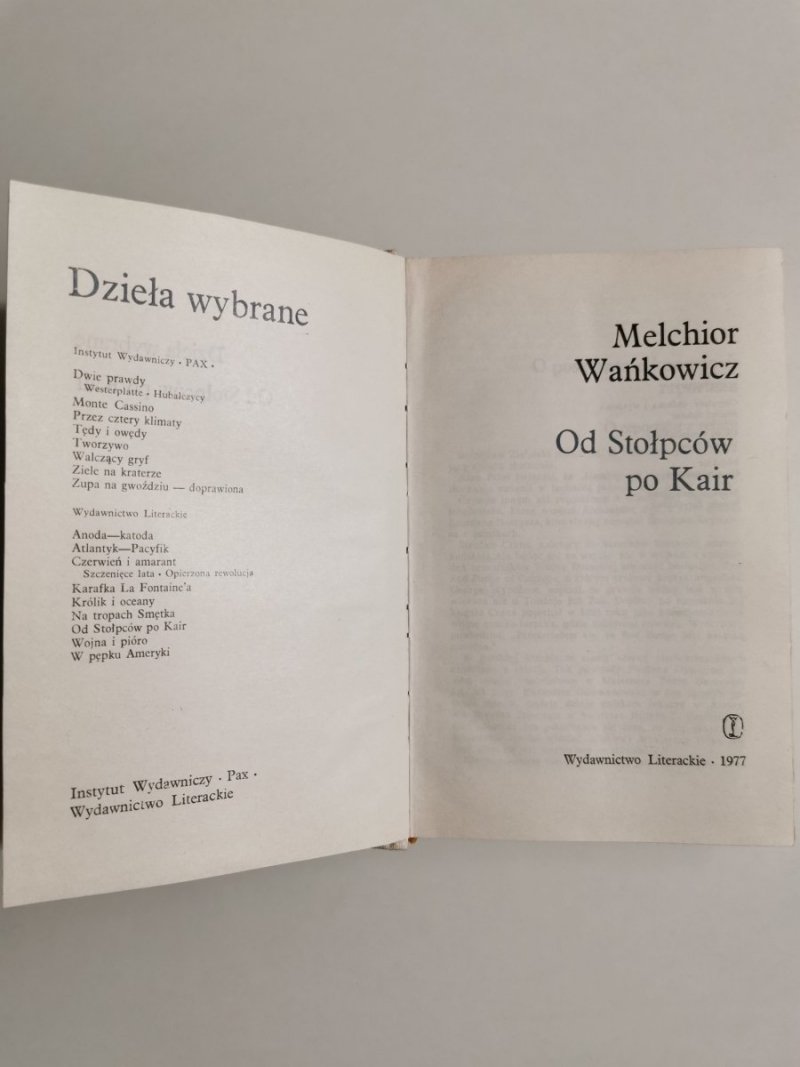 Dzieła wybrane
Instytut Wydawniczy · PAX ·
Dwie prawdy
Westerplatte · Hubalczycy
Monte Cassino
Przez cztery klimaty
Tędy i owędy
Tworzywo
Walczący gryf
Ziele na kraterze
Zupa na gwoździu — doprawiona
Wydawnictwo Literackie
Anoda—katoda
Atlantyk—Pacyfik
Czerwień i amarant
Szczenięce lata · Opierzona rewolucja
Karafka La Fontaine'a
Królik i oceany
Na tropach Smętka
Od Stołpców po Kair
Wojna i pióro
W pępku Ameryki
Instytut Wydawniczy · Pax ·
Wydawnictwo Literackie
Melchior
Wańkowicz
Od Stołpców
po Kair
Wydawnictwo Literackie · 1977